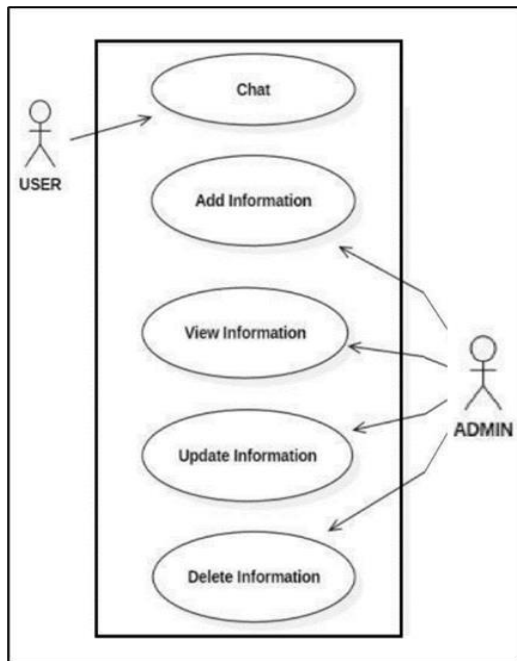 Chat
USER
Add Information
View Information
ADMIN
Update Information
Delete Information